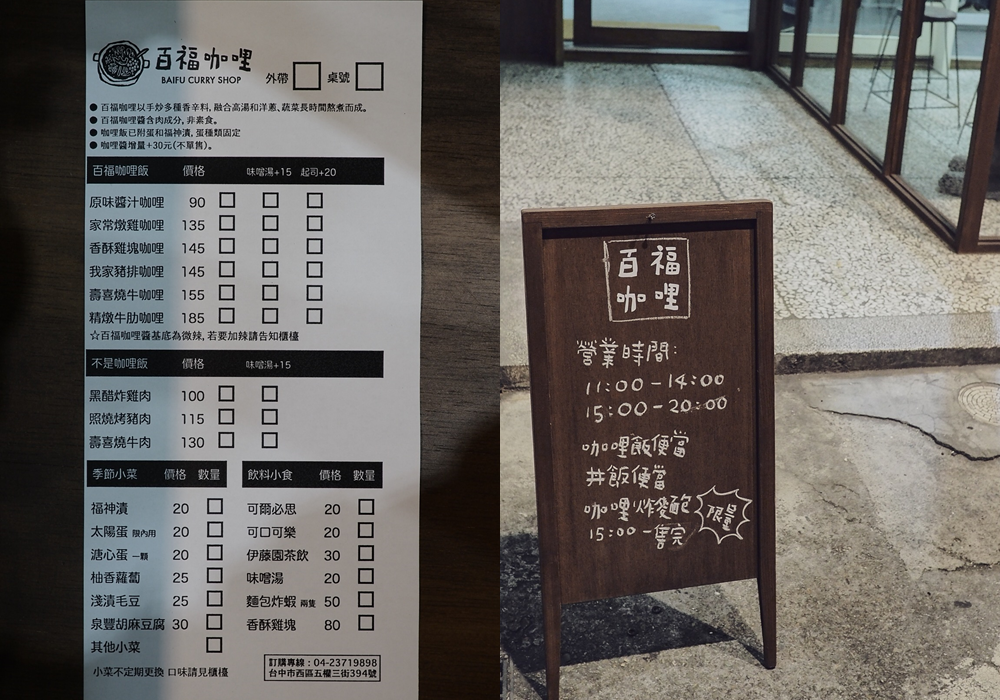 百福咖哩
BAIFU CURRY SHOP
外帶 桌號
● 百福咖哩以手炒多種香辛料, 融合高湯和洋蔥、蔬菜長時間熬煮而成。
● 百福咖哩醬含肉成分, 非素食。
● 咖哩飯已附蛋和福神漬, 蛋種類固定
● 咖哩醬增量+30元(不單售)。
百福咖哩飯 價格 味噌湯+15 起司+20
原味醬汁咖哩 90
家常燉雞咖哩 135
香酥雞塊咖哩 145
我家豬排咖哩 145
壽喜燒牛咖哩 155
精燉牛肋咖哩 185
☆百福咖哩醬基底為微辣, 若要加辣請告知櫃檯
不是咖哩飯 價格 味噌湯+15
黑醋炸雞肉 100
照燒烤豬肉 115
壽喜燒牛肉 130
季節小菜 價格 數量
福神漬 20
太陽蛋 限內用 20
溏心蛋 一顆 20
柚香蘿蔔 25
淺漬毛豆 25
泉豐胡麻豆腐 30
其他小菜
飲料小食 價格 數量
可爾必思 20
可口可樂 20
伊藤園茶飲 30
味噌湯 20
麵包炸蝦 兩隻 50
香酥雞塊 80
小菜不定期更換 口味請見櫃檯
訂購專線：04-23719898
台中市西區五權三街394號
百福
咖哩
營業時間:
11:00-14:00
15:00-20:00
咖哩飯便當
丼飯便當
咖哩炸麵包
限量
15:00-售完